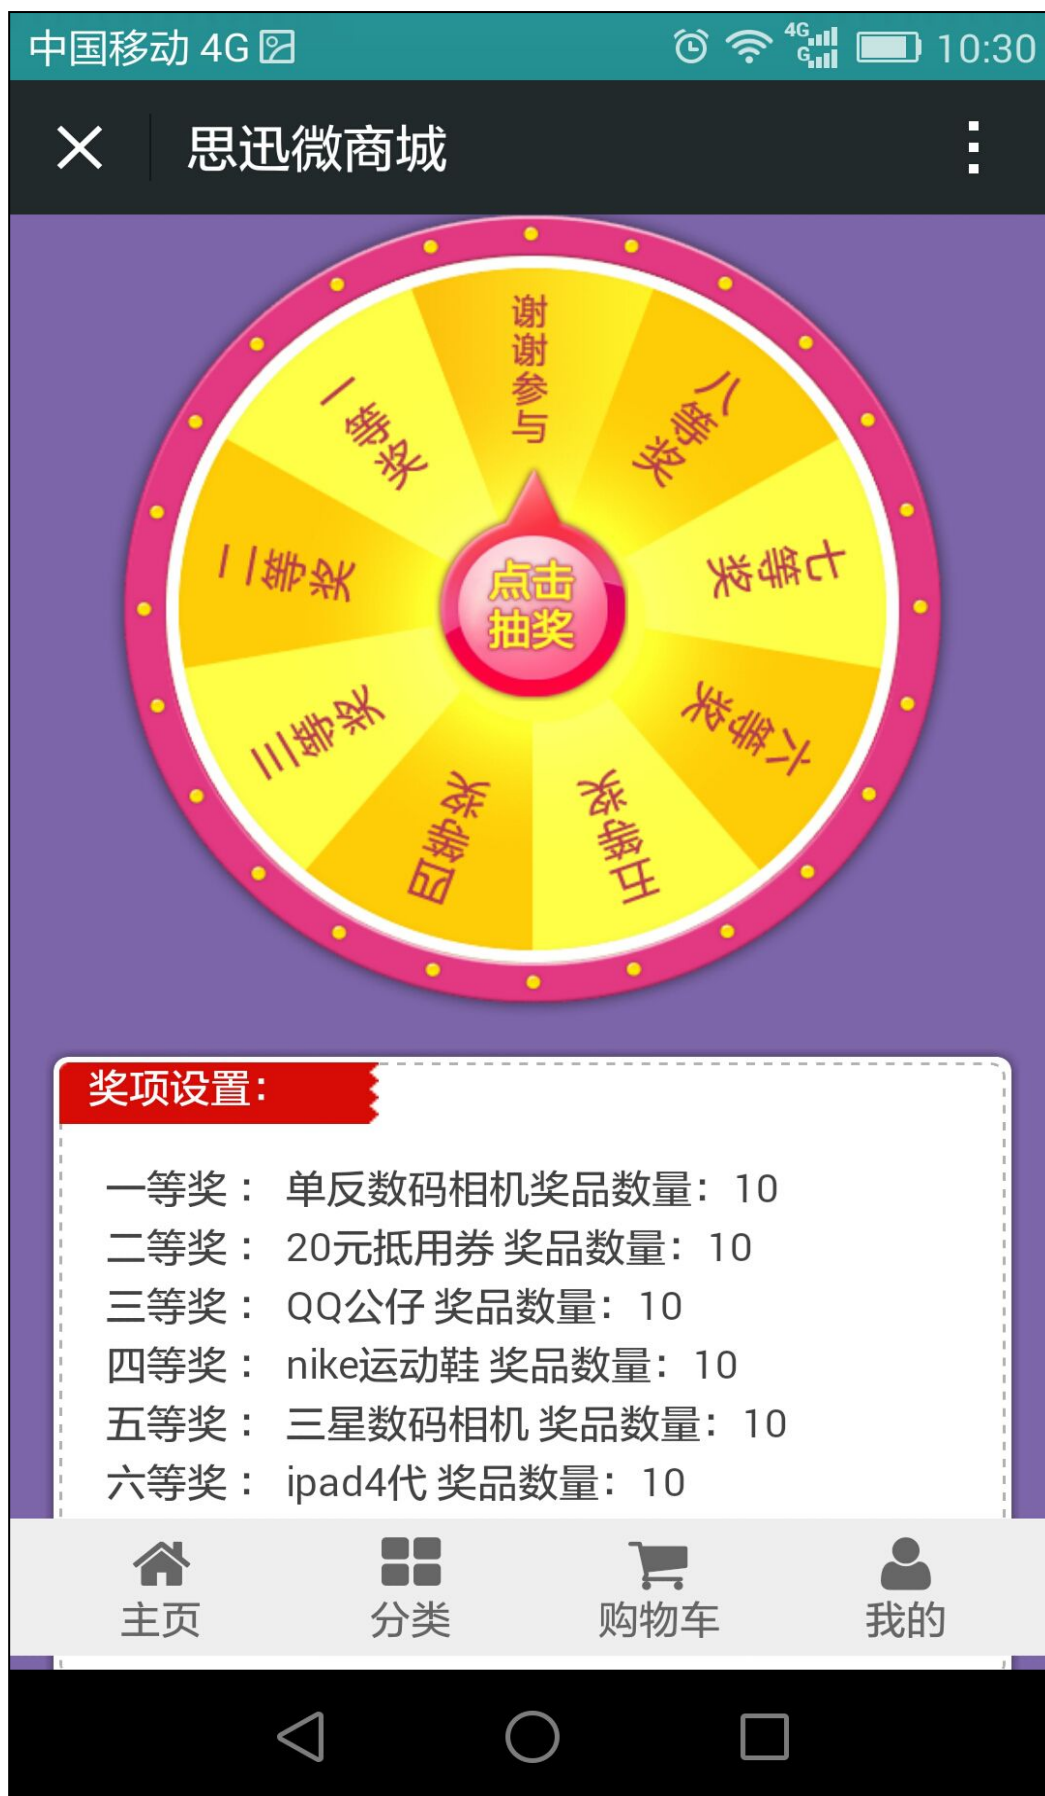 中国移动 4G
4G
G
10:30
思迅微商城
谢谢参与
八等奖
七等奖
六等奖
五等奖
四等奖
三等奖
二等奖
一等奖
点击
抽奖
奖项设置：
一等奖： 单反数码相机奖品数量：10
二等奖： 20元抵用券 奖品数量：10
三等奖： QQ公仔 奖品数量：10
四等奖： nike运动鞋 奖品数量：10
五等奖： 三星数码相机 奖品数量：10
六等奖： ipad4代 奖品数量：10
主页 分类 购物车 我的